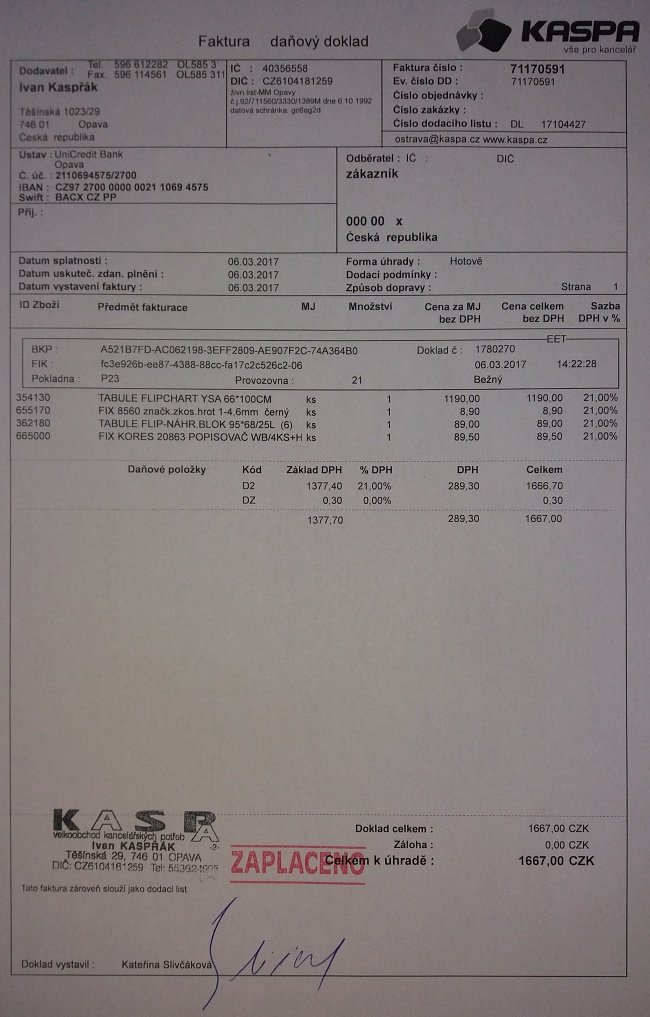 KASPA
vše pro kancelář
Faktura daňový doklad
Dodavatel : Tel 596 612282 OL585 3
Fax 596 114561 OL585 311
Ivan Kaspřák
Těšínská 1023/29
746 01 Opava
Česká republika
IČ : 40356558
DIČ : CZ6104181259
živn.list-MM Opavy
č.j.92/711560/3330/1389M dne 6.10.1992
datová schránka: gc6ag2d
Faktura číslo : 71170591
Ev. číslo DD : 71170591
Číslo objednávky :
Číslo zakázky :
Číslo dodacího listu : DL 17104427
ostrava@kaspa.cz www.kaspa.cz
Ustav : UniCredit Bank
Opava
C. úč. : 2110694575/2700
IBAN : CZ97 2700 0000 0021 1069 4575
Swift : BACX CZ PP
Příj. :
Odběratel : IČ : DIČ
zákazník
000 00 x
Česká republika
Datum splatnosti : 06.03.2017
Datum uskuteč. zdan. plnění : 06.03.2017
Datum vystavení faktury : 06.03.2017
Forma úhrady : Hotově
Dodací podmínky :
Způsob dopravy :
Strana 1
ID Zboží Předmět fakturace MJ Množství Cena za MJ bez DPH Cena celkem bez DPH Sazba DPH v %
EET
BKP : A521B7FD-AC062198-3EFF2809-AE907F2C-74A364B0 Doklad č : 1780270
FIK : fc3e926b-ee87-4388-88cc-fa17c2c526c2-06 06.03.2017 14:22:28
Pokladna : P23 Provozovna : 21 Bežný
354130 TABULE FLIPCHART YSA 66*100CM ks 1 1190,00 1190,00 21,00%
655170 FIX 8560 značk.zkos.hrot 1-4,6mm černý ks 1 8,90 8,90 21,00%
362180 TABULE FLIP-NÁHR.BLOK 95*68/25L (6) ks 1 89,00 89,00 21,00%
665000 FIX KORES 20863 POPISOVAČ WB/4KS+H ks 1 89,50 89,50 21,00%
Daňové položky Kód Základ DPH % DPH DPH Celkem
D2 1377,40 21,00% 289,30 1666,70
DZ 0,30 0,00% 0,30
1377,70 289,30 1667,00
KASPA
velkoobchod kancelářských potřeb
Ivan KASPŘÁK -2-
Těšínská 29, 746 01 OPAVA
DIČ: CZ6104181259 Tel:
Doklad celkem : 1667,00 CZK
Záloha : 0,00 CZK
ZAPLACENO
Celkem k úhradě : 1667,00 CZK
Tato faktura zároveň slouží jako dodací list.
Doklad vystavil : Kateřina Slivčáková